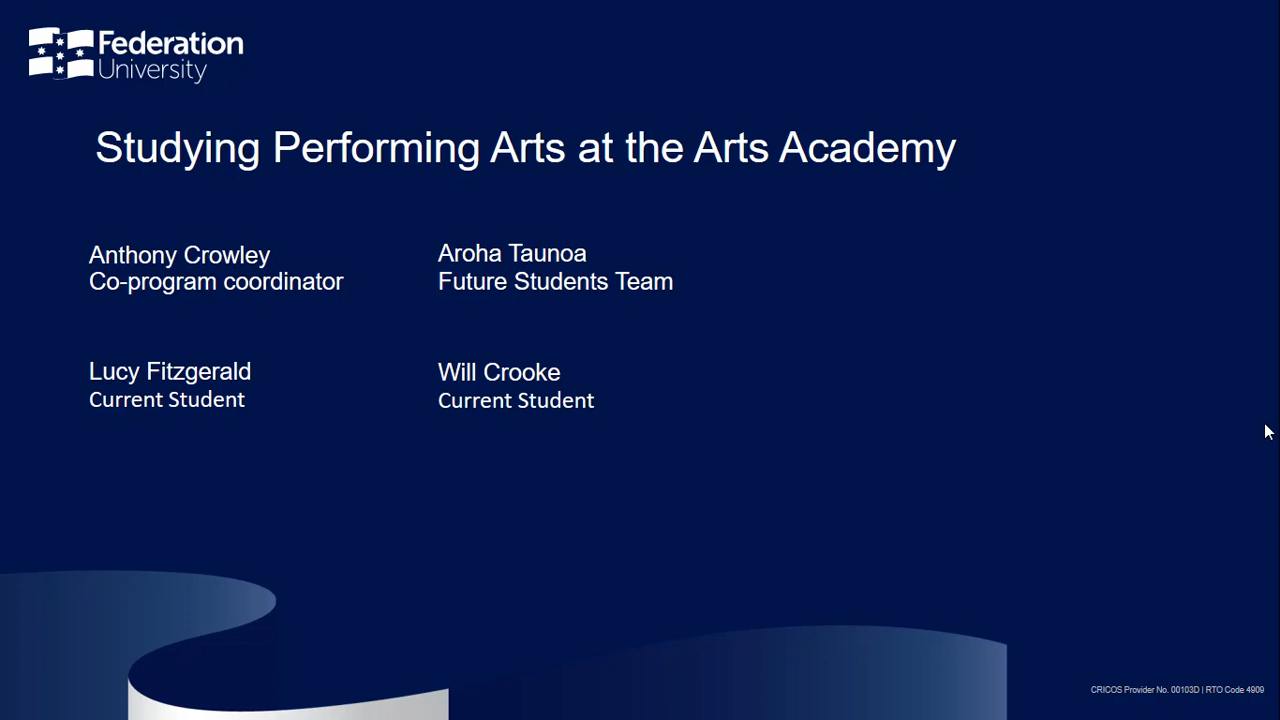 Federation
University
Studying Performing Arts at the Arts Academy
Anthony Crowley
Co-program coordinator
Aroha Taunoa
Future Students Team
Lucy Fitzgerald
Current Student
Will Crooke
Current Student
CRICOS Provider No. 00103D | RTO Code 4909